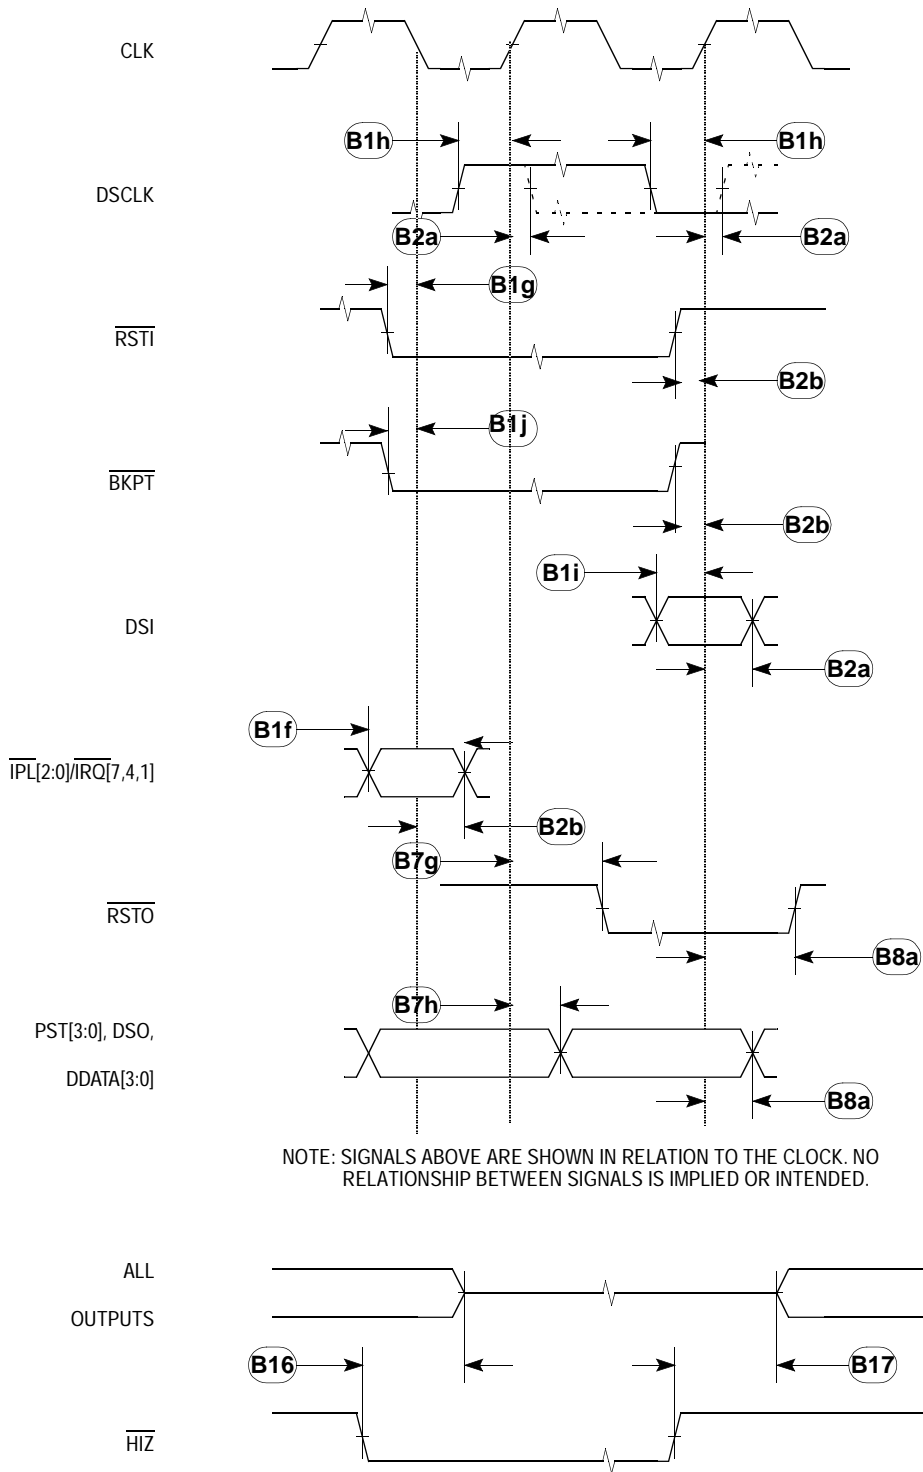 CLK
B1h B1h
DSCLK
B2a B2a
B1g
RSTI
B2b
B1j
BKPT
B2b
B1i
DSI
B2a
B1f
IPL[2:0]/IRQ[7,4,1]
B2b
B7g
RSTO
B8a
B7h
PST[3:0], DSO,
DDATA[3:0]
B8a
NOTE: SIGNALS ABOVE ARE SHOWN IN RELATION TO THE CLOCK. NO
RELATIONSHIP BETWEEN SIGNALS IS IMPLIED OR INTENDED.
ALL
OUTPUTS
B16 B17
HIZ